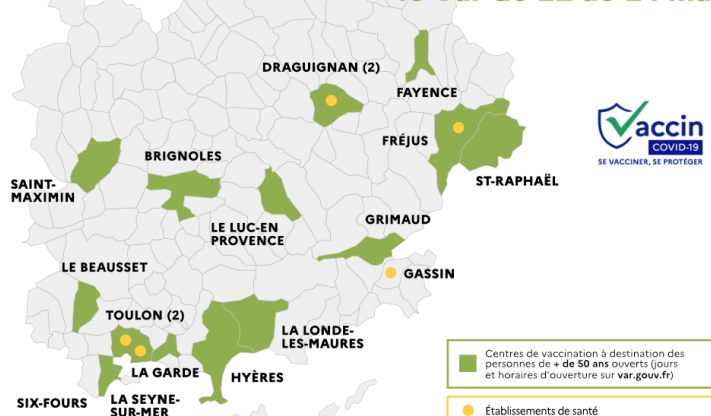 DRAGUIGNAN (2)
FAYENCE
FRÉJUS
ST-RAPHAËL
Vaccin
COVID-19
SE VACCINER, SE PROTÉGER
BRIGNOLES
SAINT-
MAXIMIN
LE LUC-EN
PROVENCE
GRIMAUD
GASSIN
LE BEAUSSET
TOULON (2)
LA LONDE-
LES-MAURES
LA GARDE
HYÈRES
SIX-FOURS
LA SEYNE-
SUR-MER
Centres de vaccination à destination des
personnes de + de 50 ans ouverts (jours
et horaires d'ouverture sur var.gouv.fr)
Établissements de santé